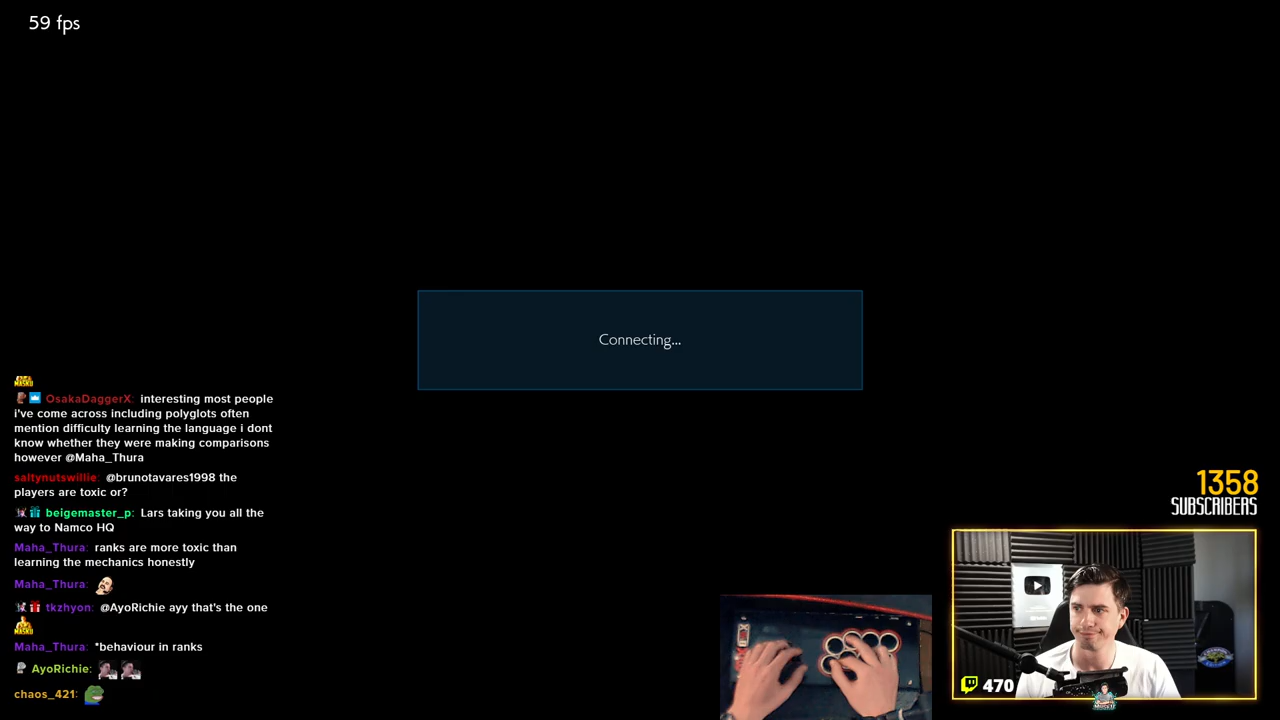 59 fps
Connecting...
OsakaDaggerX: interesting most people
i've come across including polyglots often
mention difficulty learning the language i dont
know whether they were making comparisons
however @Maha_Thura
saltynutswillie: @brunotavares1998 the
players are toxic or?
beigemaster_p: Lars taking you all the
way to Namco HQ
Maha_Thura: ranks are more toxic than
learning the mechanics honestly
Maha_Thura:
tkzhyon: @AyoRichie ayy that's the one
Maha_Thura: *behaviour in ranks
AyoRichie:
chaos_421:
1358
SUBSCRIBERS
470